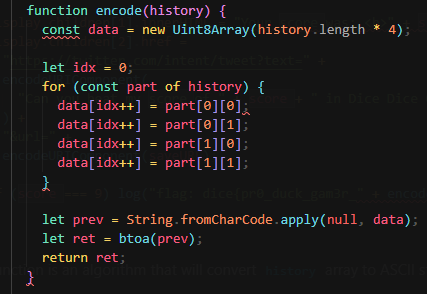 function encode(history) {
const data = new Uint8Array(history.length * 4);
let idx = 0;
for (const part of history) {
data[idx++] = part[0][0];
data[idx++] = part[0][1];
data[idx++] = part[1][0];
data[idx++] = part[1][1];
}
let prev = String.fromCharCode.apply(null, data);
let ret = btoa(prev);
return ret;
}